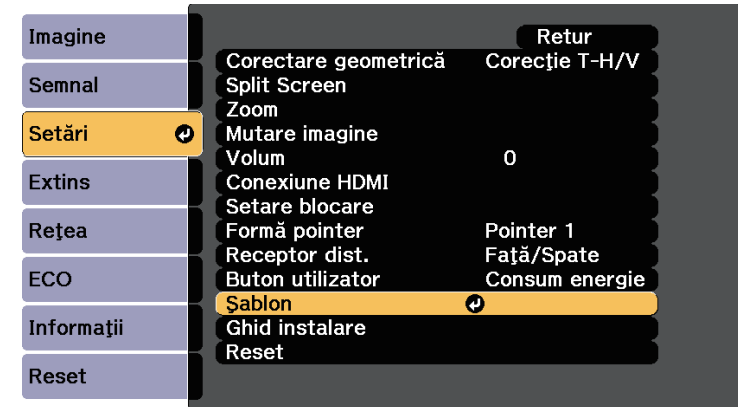 Imagine
Semnal
Setări
Extins
Reţea
ECO
Informaţii
Reset
Retur
Corectare geometrică Corecţie T-H/V
Split Screen
Zoom
Mutare imagine
Volum 0
Conexiune HDMI
Setare blocare
Formă pointer Pointer 1
Receptor dist. Faţă/Spate
Buton utilizator Consum energie
Şablon
Ghid instalare
Reset